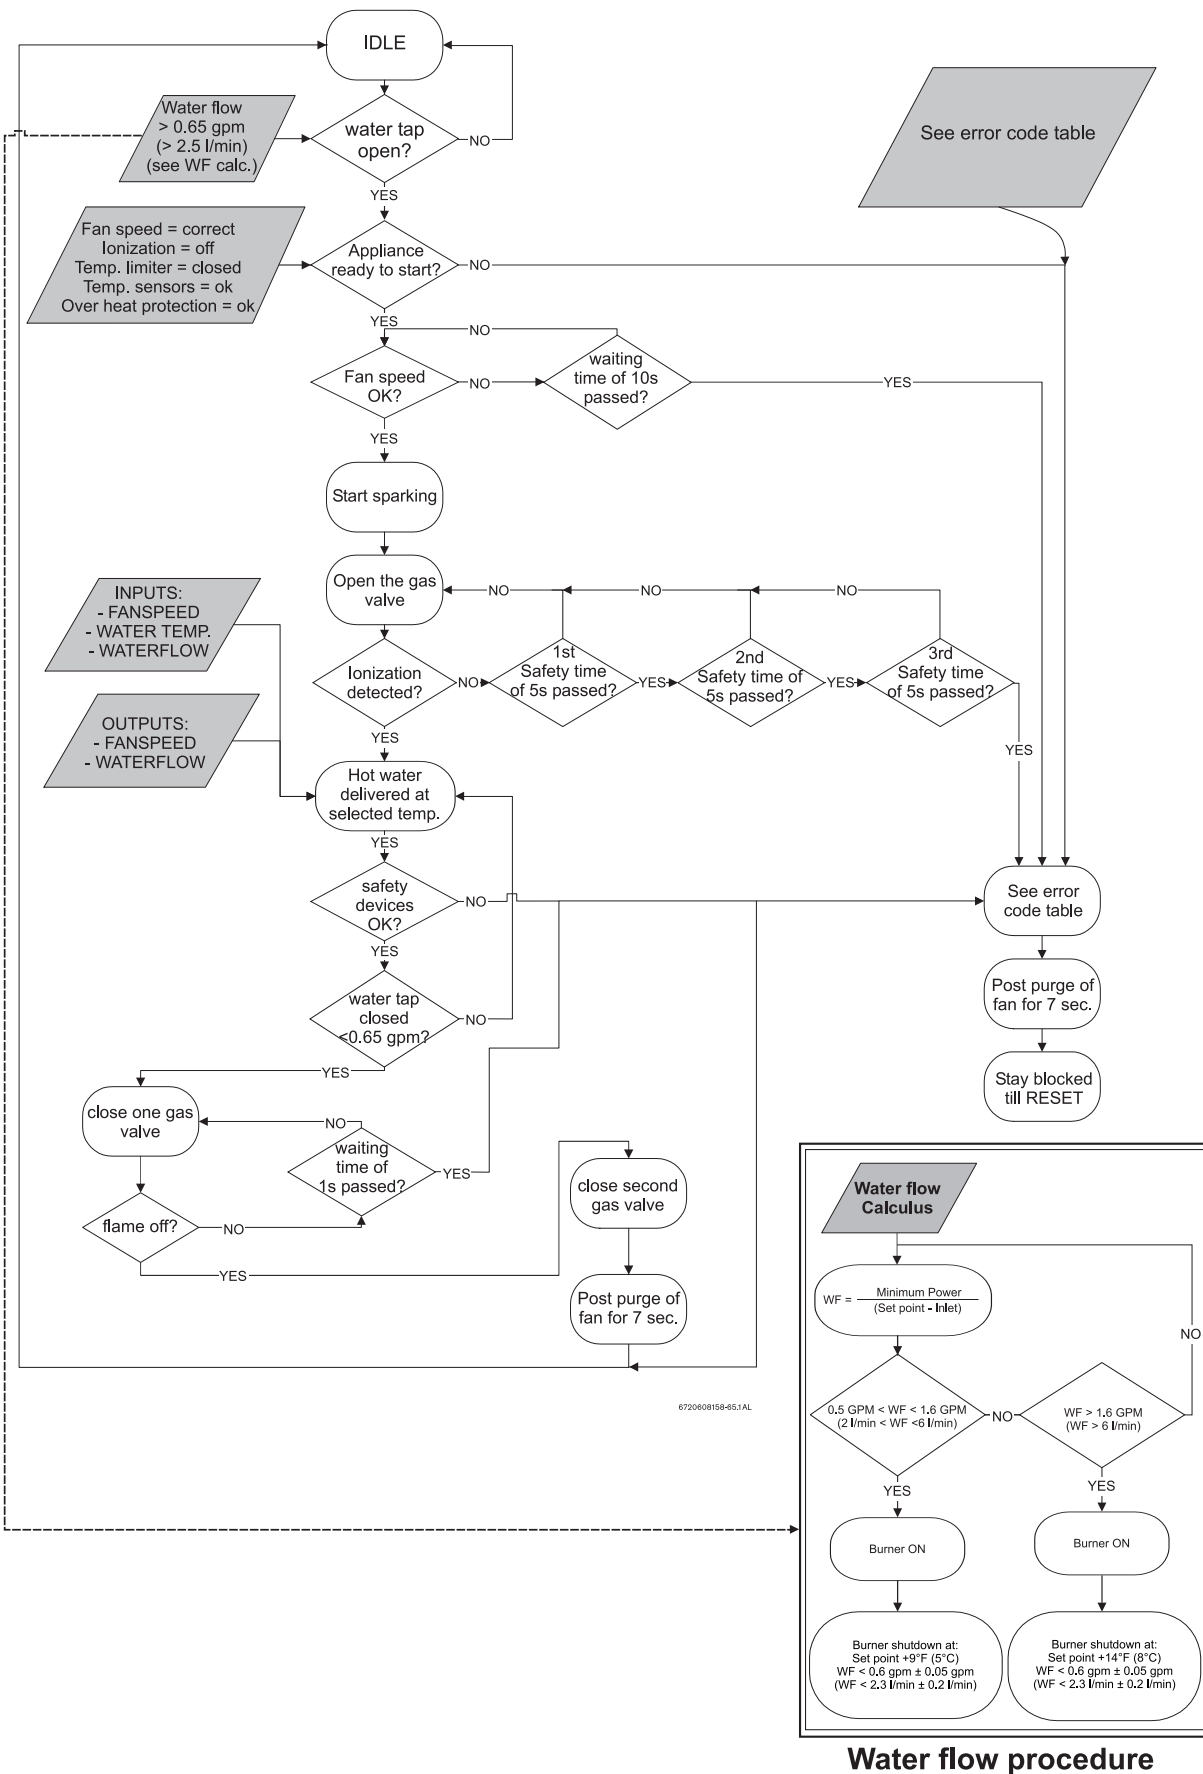 IDLE
Water flow
> 0.65 gpm
(> 2.5 l/min)
(see WF calc.)
water tap
open?
NO
See error code table
YES
Fan speed = correct
Ionization = off
Temp. limiter = closed
Temp. sensors = ok
Over heat protection = ok
Appliance
ready to start?
NO
YES
NO
Fan speed
OK?
NO
waiting
time of 10s
passed?
YES
YES
Start sparking
Open the gas
valve
NO
NO
NO
INPUTS:
- FANSPEED
- WATER TEMP.
- WATERFLOW
Ionization
detected?
NO
1st
Safety time
of 5s passed?
YES
2nd
Safety time of
5s passed?
YES
3rd
Safety time
of 5s passed?
YES
YES
OUTPUTS:
- FANSPEED
- WATERFLOW
Hot water
delivered at
selected temp.
YES
safety
devices
OK?
NO
See error
code table
YES
water tap
closed
<0.65 gpm?
NO
Post purge of
fan for 7 sec.
YES
Stay blocked
till RESET
close one gas
valve
NO
waiting
time of
1s passed?
YES
flame off?
NO
YES
close second
gas valve
Post purge of
fan for 7 sec.
6720608158-65.1AL
Water flow
Calculus
WF =
Minimum Power
(Set point - Inlet)
NO
0.5 GPM < WF < 1.6 GPM
(2 l/min < WF <6 l/min)
NO
WF > 1.6 GPM
(WF > 6 l/min)
YES
YES
Burner ON
Burner ON
Burner shutdown at:
Set point +9°F (5°C)
WF < 0.6 gpm ± 0.05 gpm
(WF < 2.3 l/min ± 0.2 l/min)
Burner shutdown at:
Set point +14°F (8°C)
WF < 0.6 gpm ± 0.05 gpm
(WF < 2.3 l/min ± 0.2 l/min)
Water flow procedure